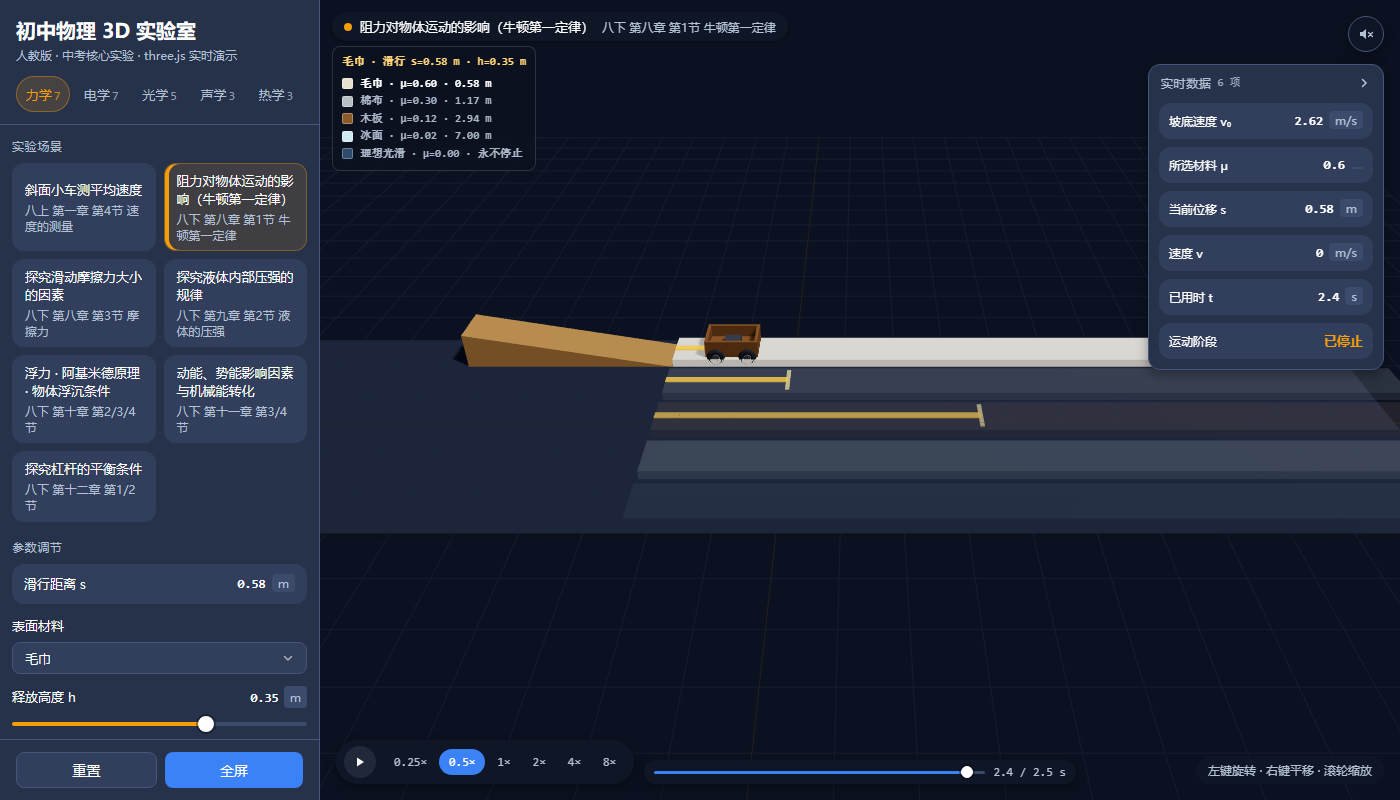 初中物理 3D 实验室
人教版 · 中考核心实验 · three.js 实时演示
力学 7
电学 7
光学 5
声学 3
热学 3
实验场景
斜面小车测平均速度
八上 第一章 第4节 速
度的测量
阻力对物体运动的影
响（牛顿第一定律）
八下 第八章 第1节 牛
顿第一定律
探究滑动摩擦力大小
的因素
八下 第八章 第3节 摩
擦力
探究液体内部压强的
规律
八下 第九章 第2节 液
体的压强
浮力 · 阿基米德原理
· 物体浮沉条件
八下 第十章 第2/3/4
节
动能、势能影响因素
与机械能转化
八下 第十一章 第3/4
节
探究杠杆的平衡条件
八下 第十二章 第1/2
节
参数调节
滑行距离 s 0.58 m
表面材料
毛巾
释放高度 h 0.35 m
重置
全屏
阻力对物体运动的影响（牛顿第一定律） 八下 第八章 第1节 牛顿第一定律
毛巾 · 滑行 s=0.58 m · h=0.35 m
毛巾 · μ=0.60 · 0.58 m
棉布 · μ=0.30 · 1.17 m
木板 · μ=0.12 · 2.94 m
冰面 · μ=0.02 · 7.00 m
理想光滑 · μ=0.00 · 永不停止
实时数据 6 项
坡底速度 v₀ 2.62 m/s
所选材料 μ 0.6
当前位移 s 0.58 m
速度 v 0 m/s
已用时 t 2.4 s
运动阶段 已停止
0.25× 0.5× 1× 2× 4× 8×
2.4 / 2.5 s
左键旋转 · 右键平移 · 滚轮缩放